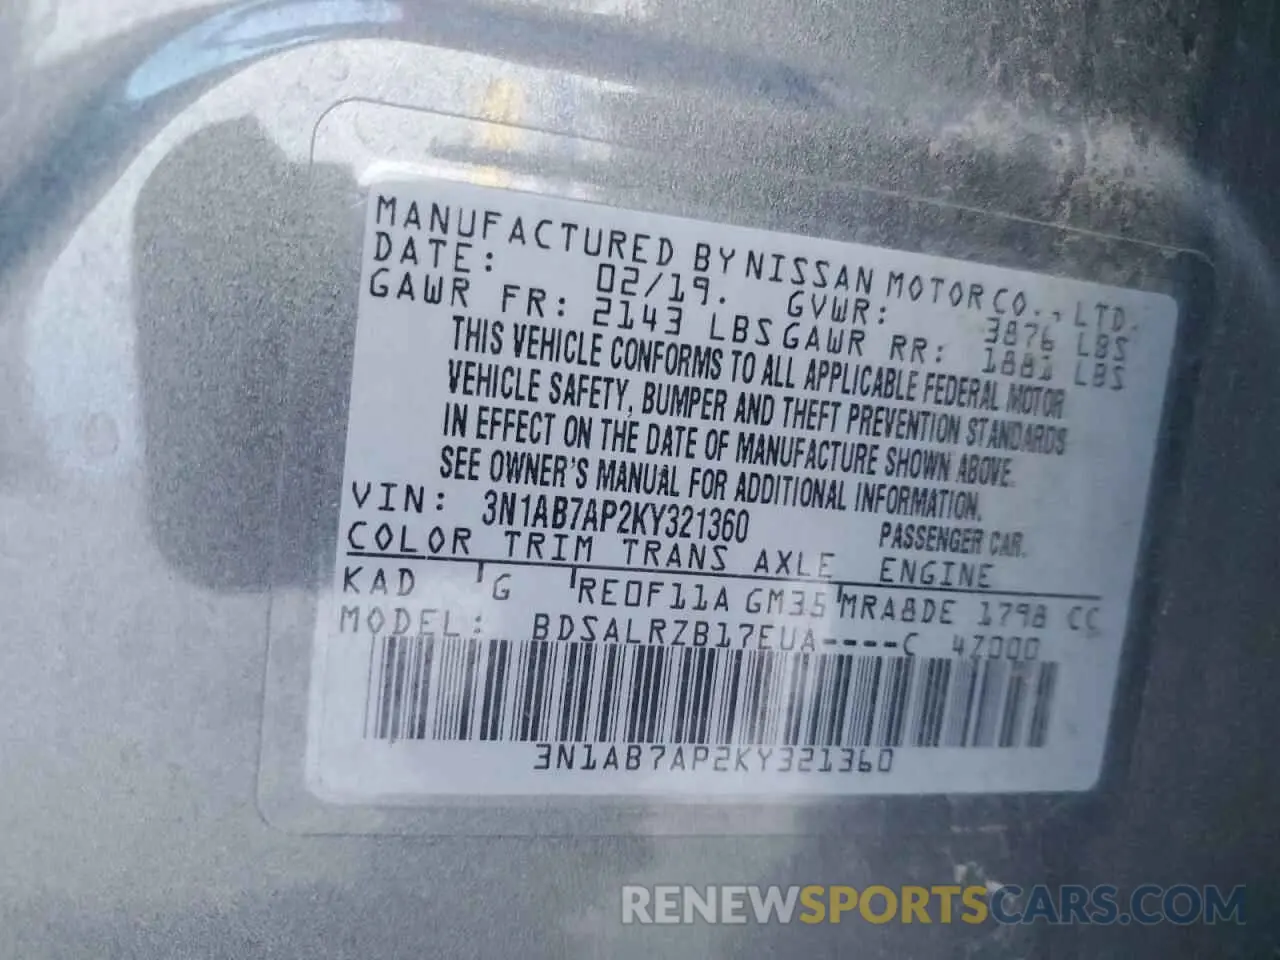 MANUFACTURED BY NISSAN MOTOR CO., LTD.
DATE: 02/19. GVWR: 3876 LBS
GAWR FR: 2143 LBS GAWR RR: 1881 LBS
THIS VEHICLE CONFORMS TO ALL APPLICABLE FEDERAL MOTOR
VEHICLE SAFETY, BUMPER AND THEFT PREVENTION STANDARDS
IN EFFECT ON THE DATE OF MANUFACTURE SHOWN ABOVE.
SEE OWNER'S MANUAL FOR ADDITIONAL INFORMATION.
VIN: 3N1AB7AP2KY321360 PASSENGER CAR.
COLOR TRIM TRANS AXLE ENGINE
KAD G RE0F11A GM35 MRA8DE 1798 CC
MODEL: BDSALRZB17EUA----C 47000
3N1AB7AP2KY321360
RENEWSPORTSCARS.COM